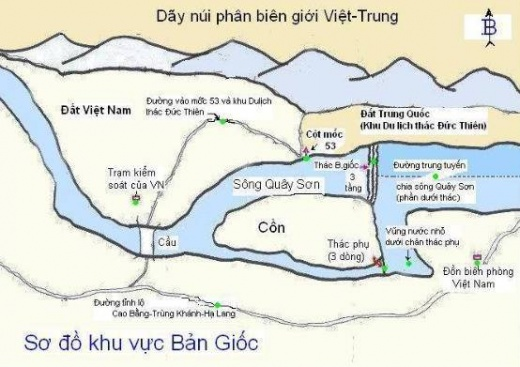 Dãy núi phân biên giới Việt-Trung
B
Đất Việt Nam
Đường vào mốc 53 và khu Dulịch
thác Đức Thiên
Đất Trung Quốc
(Khu Du lịch thác Đức Thiên)
Cột mốc
53
Thác B.giốc
3
tầng
Đường trung tuyến
chia sông Quây Sơn
(phần dưới thác)
Trạm kiểm
soát của VN
Sông Quây Sơn
Cồn
Cầu
Thác phụ
(3 dòng)
Vũng nước nhỏ
dưới chân thác phụ
Đồn biên phòng
Việt Nam
Đường tỉnh lộ
Cao Bằng-Trùng Khánh-Hạ Lang
Sơ đồ khu vực Bản Giốc